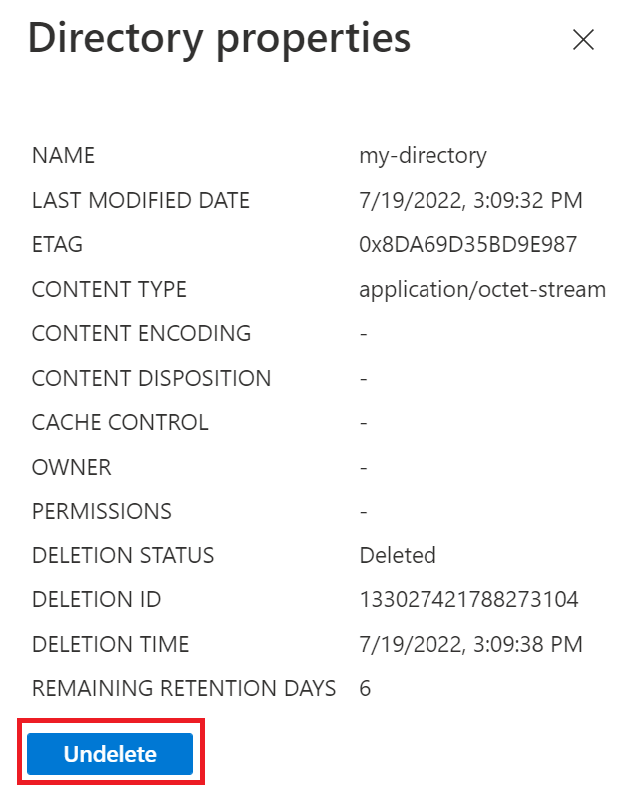 Directory properties
NAME my-directory
LAST MODIFIED DATE 7/19/2022, 3:09:32 PM
ETAG 0x8DA69D35BD9E987
CONTENT TYPE application/octet-stream
CONTENT ENCODING -
CONTENT DISPOSITION -
CACHE CONTROL -
OWNER -
PERMISSIONS -
DELETION STATUS Deleted
DELETION ID 133027421788273104
DELETION TIME 7/19/2022, 3:09:38 PM
REMAINING RETENTION DAYS 6
Undelete